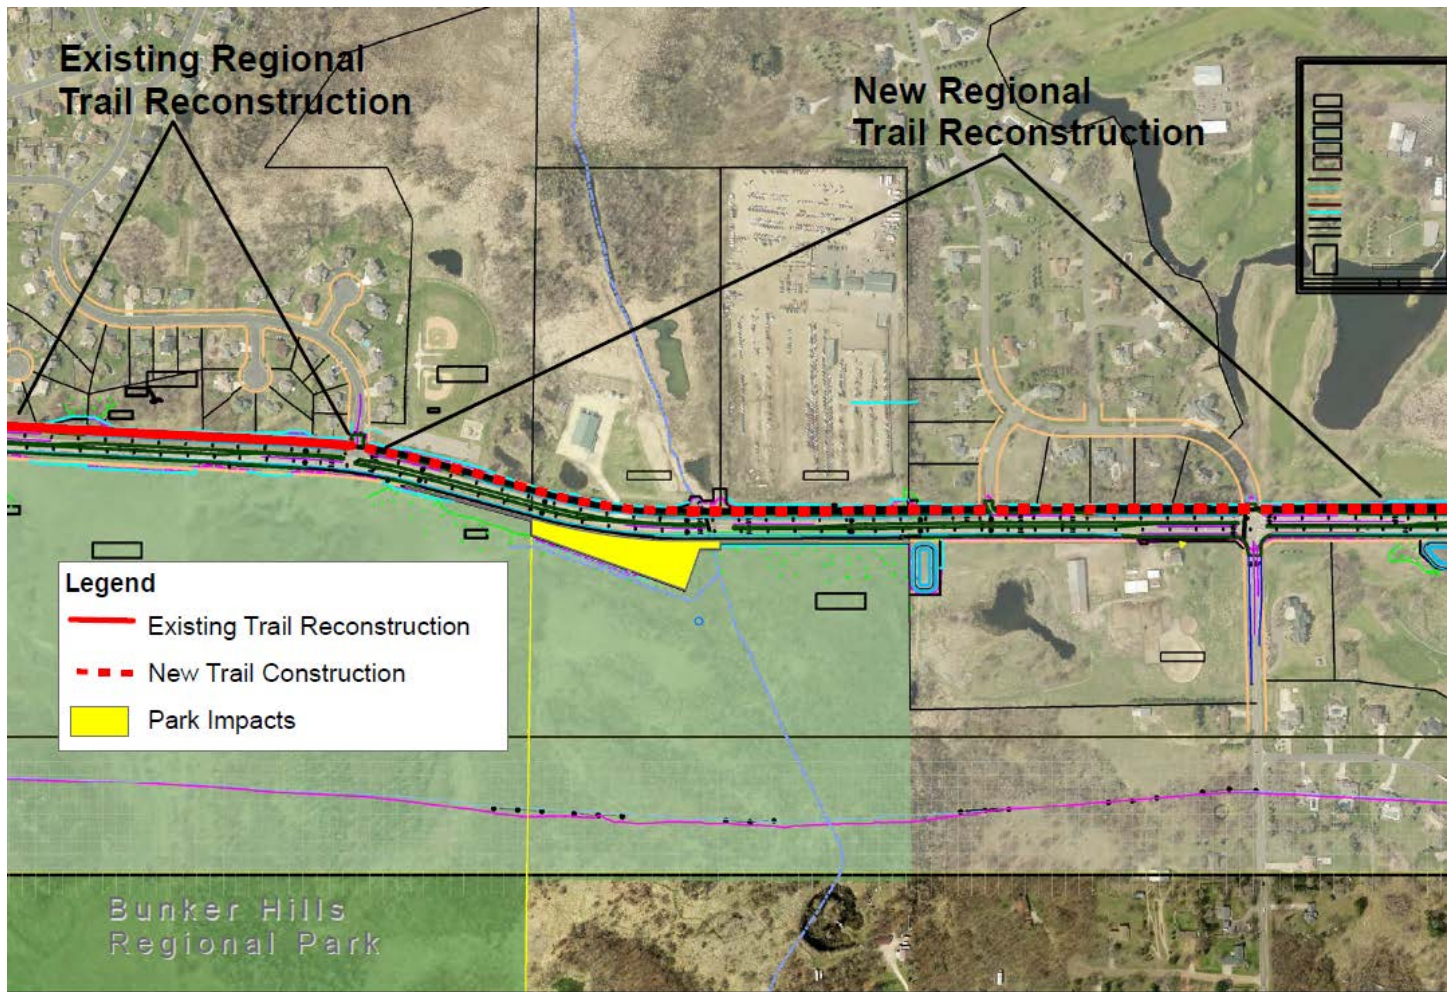 Existing Regional
Trail Reconstruction
New Regional
Trail Reconstruction
Legend
Existing Trail Reconstruction
New Trail Construction
Park Impacts
Bunker Hills
Regional Park